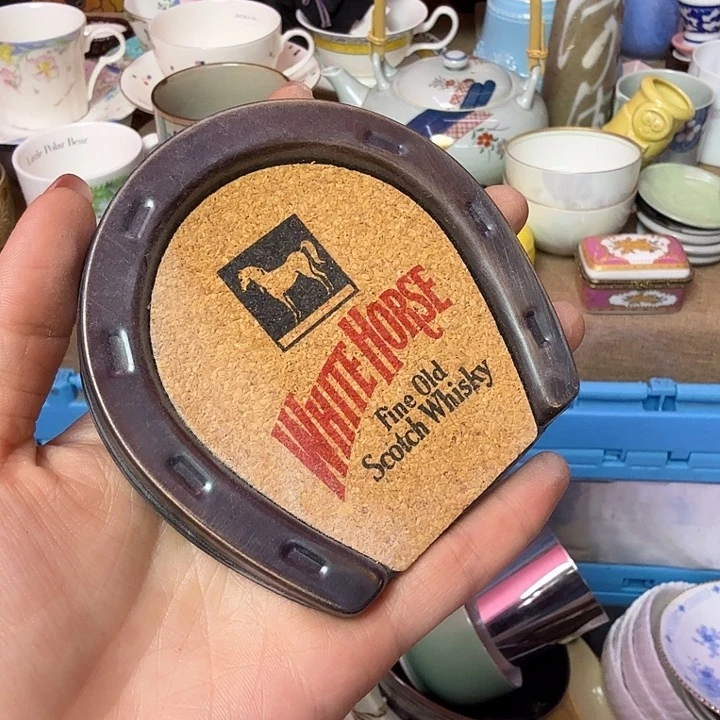 Little Polar Bear
WHITE HORSE
Fine Old
Scotch Whisky